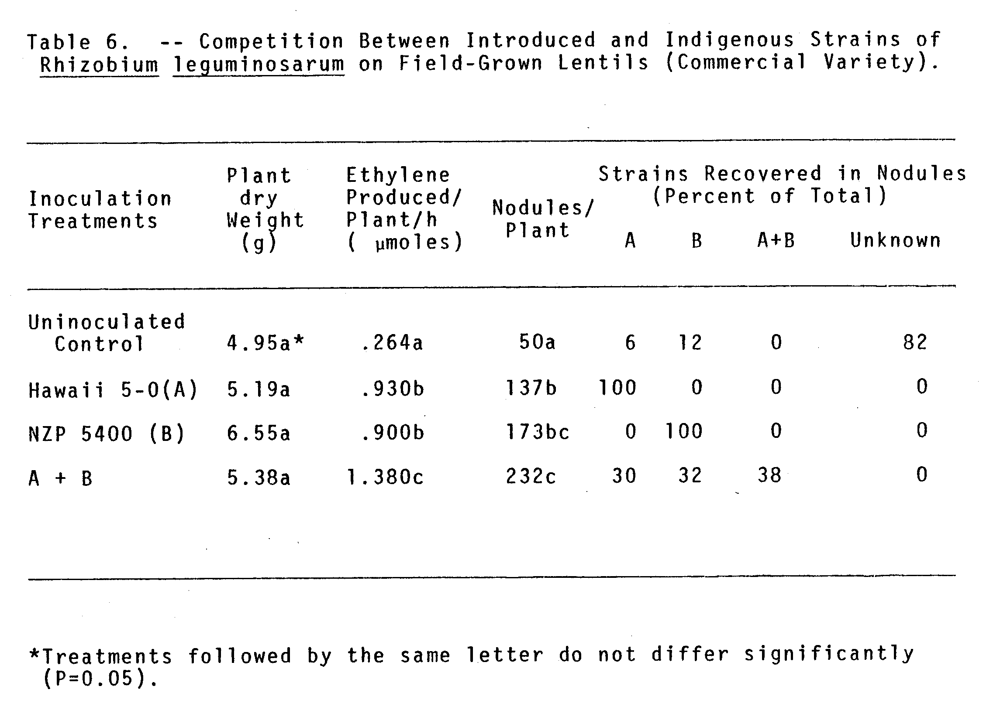 Table 6. -- Competition Between Introduced and Indigenous Strains of
Rhizobium leguminosarum on Field-Grown Lentils (Commercial Variety).
Inoculation Treatments
Plant dry Weight (g)
Ethylene Produced/ Plant/h ( µmoles)
Nodules/ Plant
Strains Recovered in Nodules
(Percent of Total)
A B A+B Unknown
Uninoculated
Control 4.95a* .264a 50a 6 12 0 82
Hawaii 5-0(A) 5.19a .930b 137b 100 0 0 0
NZP 5400 (B) 6.55a .900b 173bc 0 100 0 0
A + B 5.38a 1.380c 232c 30 32 38 0
*Treatments followed by the same letter do not differ significantly
(P=0.05).